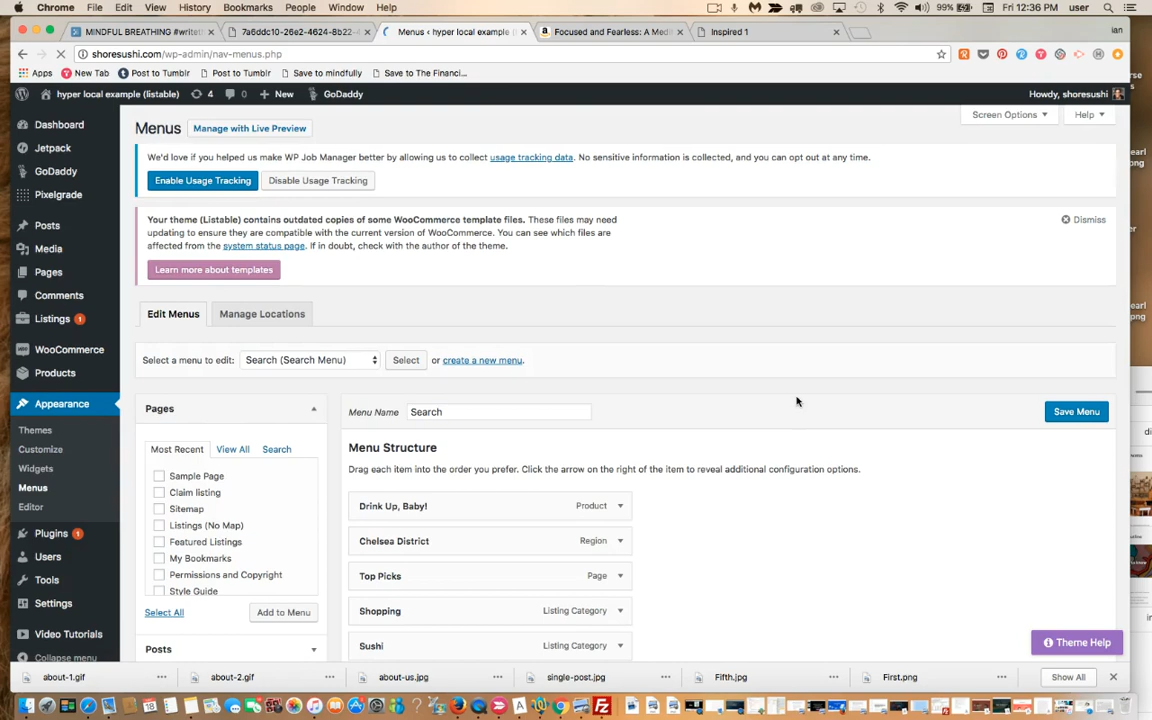 Chrome File Edit View History Bookmarks People Window Help 99% Fri 12:36 PM user
MINDFUL BREATHING #writeth 7a6ddc10-26e2-4624-8b22- Menus ‹ hyper local example ( Focused and Fearless: A Medi Inspired 1 ian
shoresushi.com/wp-admin/nav-menus.php
Apps New Tab Post to Tumblr Post to Tumblr Save to mindfully Save to The Financi...
hyper local example (listable) 4 0 New GoDaddy Howdy, shoresushi
Screen Options Help
Menus Manage with Live Preview
We'd love if you helped us make WP Job Manager better by allowing us to collect usage tracking data. No sensitive information is collected, and you can opt out at any time.
Enable Usage Tracking Disable Usage Tracking
Your theme (Listable) contains outdated copies of some WooCommerce template files. These files may need
updating to ensure they are compatible with the current version of WooCommerce. You can see which files are
affected from the system status page. If in doubt, check with the author of the theme.
Dismiss
Learn more about templates
Dashboard
Jetpack
GoDaddy
Pixelgrade
Posts
Media
Pages
Comments
Listings 1
WooCommerce
Products
Appearance
Themes
Customize
Widgets
Menus
Editor
Plugins 1
Users
Tools
Settings
Video Tutorials
Collapse menu
Edit Menus Manage Locations
Select a menu to edit: Search (Search Menu) Select or create a new menu.
Pages
Most Recent View All Search
Sample Page
Claim listing
Sitemap
Listings (No Map)
Featured Listings
My Bookmarks
Permissions and Copyright
Style Guide
Select All Add to Menu
Posts
Menu Name Search Save Menu
Menu Structure
Drag each item into the order you prefer. Click the arrow on the right of the item to reveal additional configuration options.
Drink Up, Baby! Product
Chelsea District Region
Top Picks Page
Shopping Listing Category
Sushi Listing Category
Theme Help
about-1.gif about-2.gif about-us.jpg single-post.jpg Fifth.jpg First.png Show All